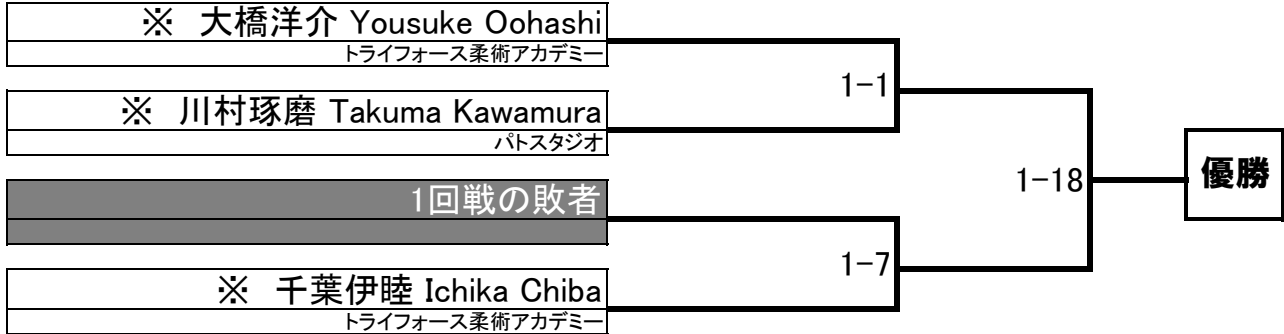 ※ 大橋洋介 Yousuke Oohashi
トライフォース柔術アカデミー
1-1
※ 川村琢磨 Takuma Kawamura
パトスタジオ
1-18
優勝
1回戦の敗者
1-7
※ 千葉伊睦 Ichika Chiba
トライフォース柔術アカデミー